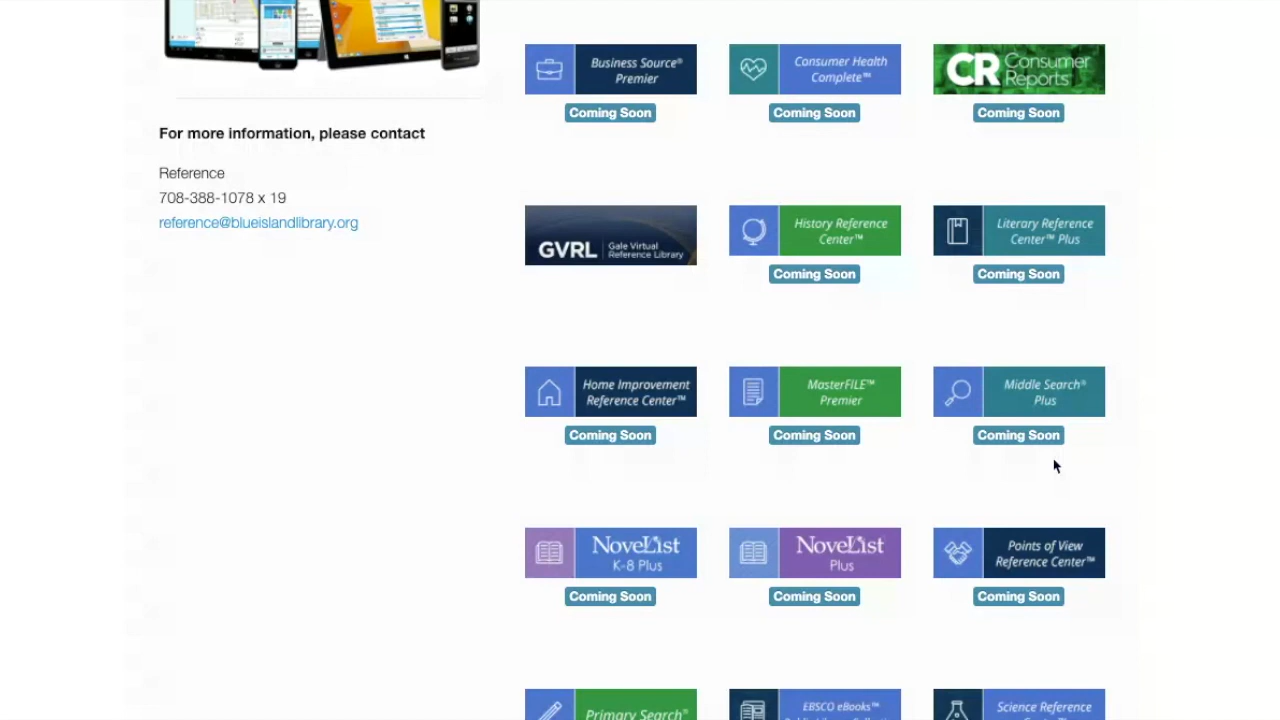 Business Source®
Premier
Consumer Health
Complete™
CR Consumer
Reports
Coming Soon
Coming Soon
Coming Soon
For more information, please contact
Reference
708-388-1078 x 19
reference@blueislandlibrary.org
GVRL Gale Virtual
Reference Library
History Reference
Center™
Literary Reference
Center™ Plus
Coming Soon
Coming Soon
Home Improvement
Reference Center™
MasterFILE™
Premier
Middle Search®
Plus
Coming Soon
Coming Soon
Coming Soon
NoveList
K-8 Plus
NoveList
Plus
Points of View
Reference Center™
Coming Soon
Coming Soon
Coming Soon
Primary Search®
EBSCO eBooks™
Science Reference